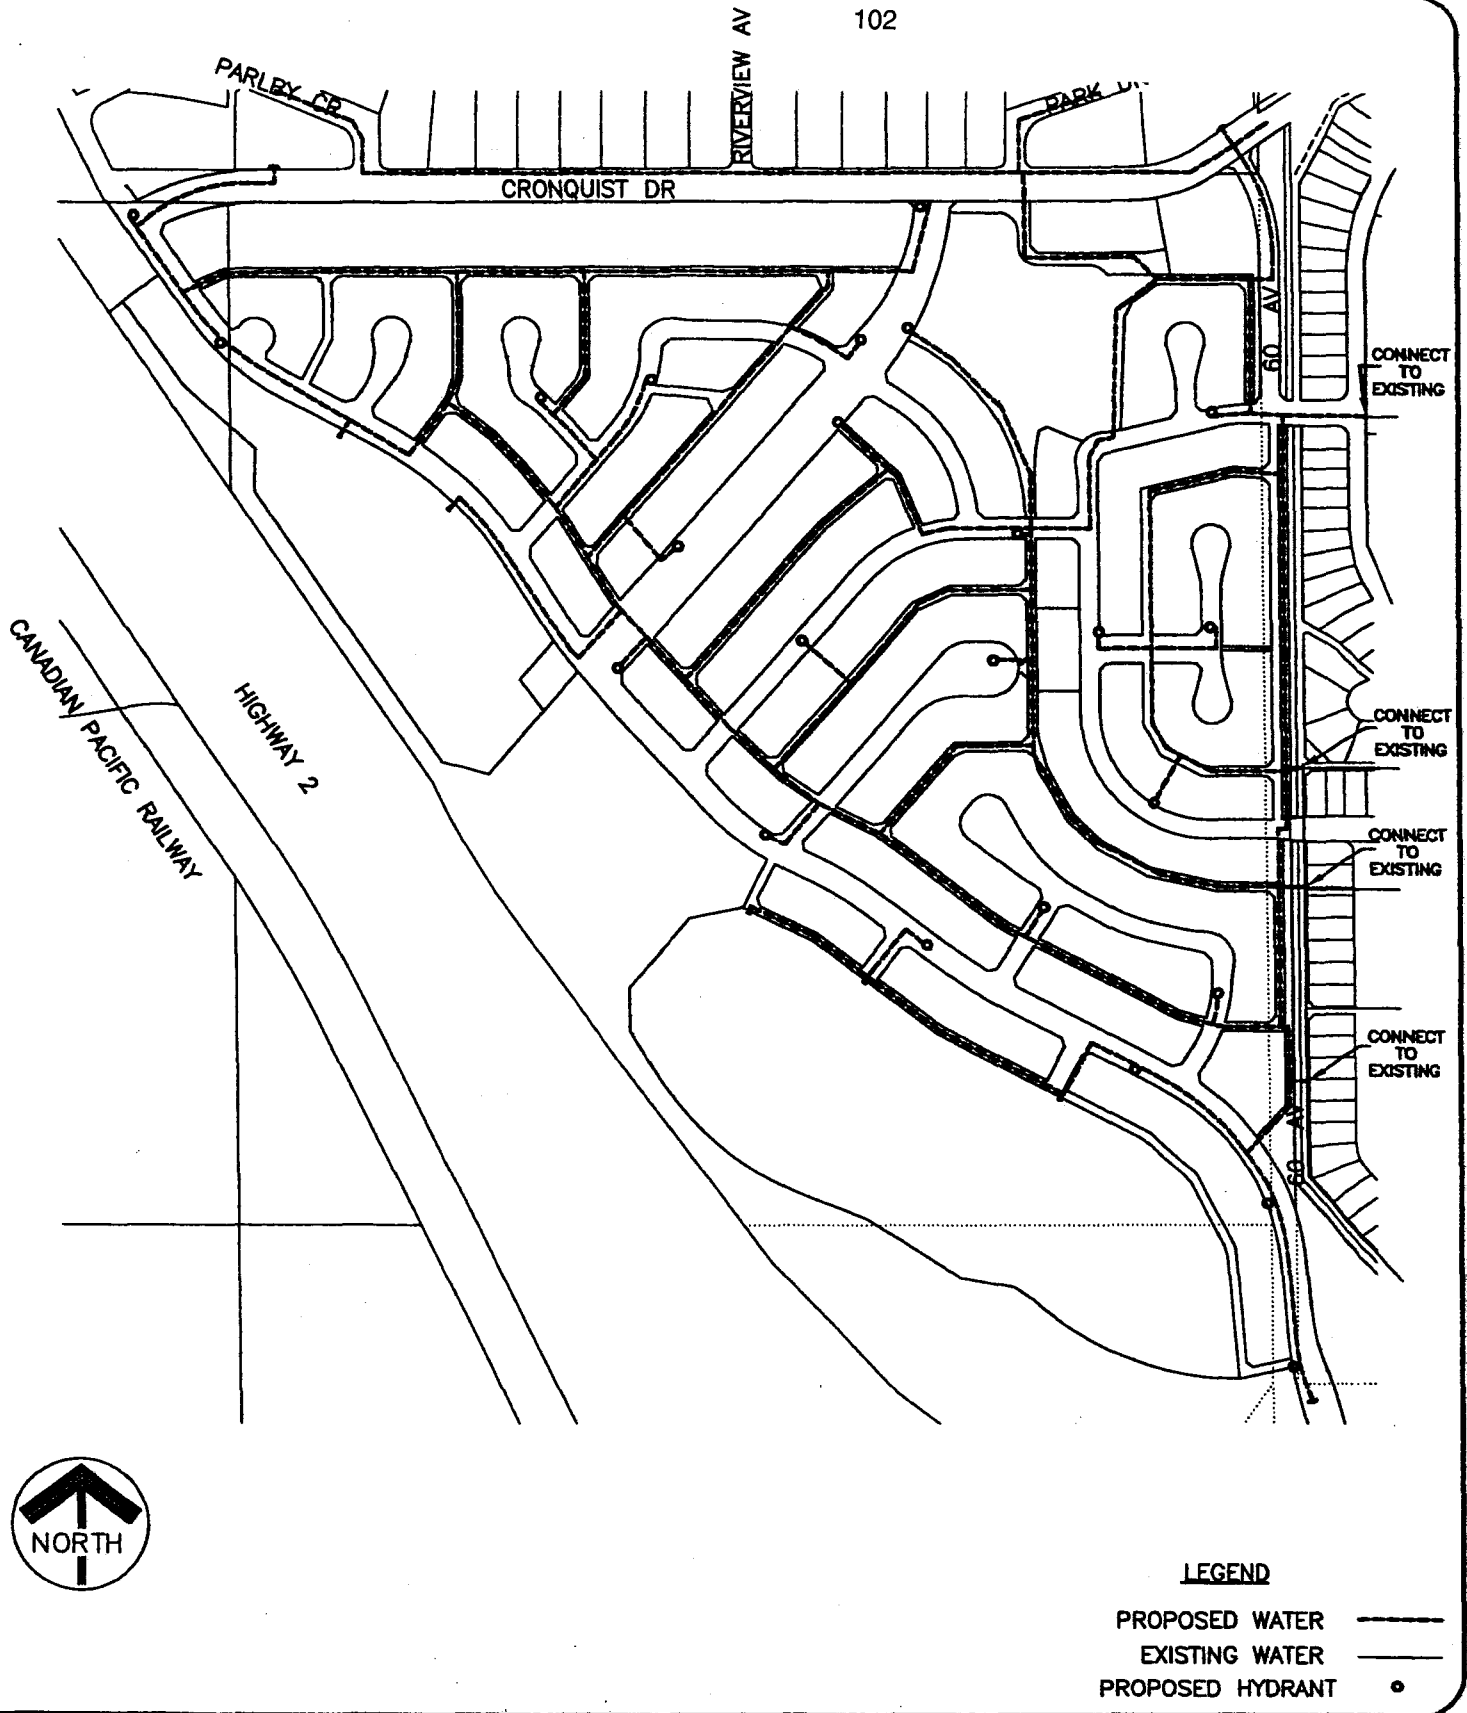 102
RIVERVIEW AV
PARLBY CR
PARK DR
CRONQUIST DR
60 AV
CONNECT
TO
EXISTING
CANADIAN PACIFIC RAILWAY
HIGHWAY 2
CONNECT
TO
EXISTING
CONNECT
TO
EXISTING
CONNECT
TO
EXISTING
60 AV
NORTH
LEGEND
PROPOSED WATER
EXISTING WATER
PROPOSED HYDRANT